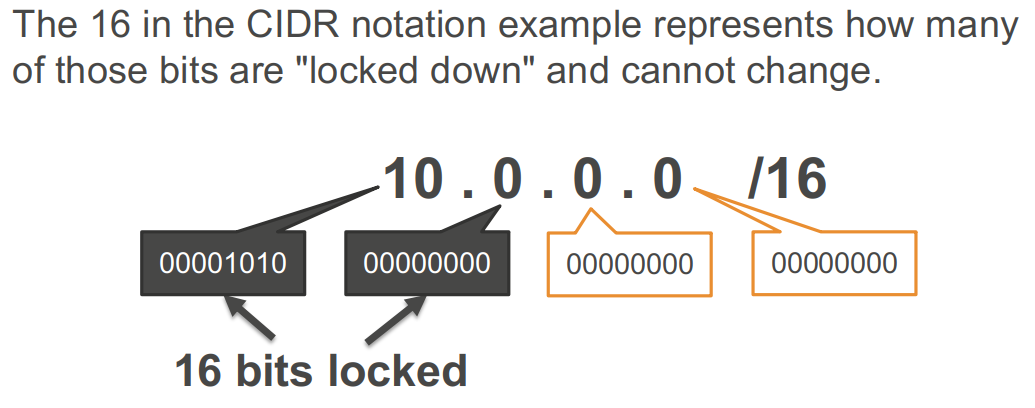 The 16 in the CIDR notation example represents how many
of those bits are "locked down" and cannot change.
10 . 0 . 0 . 0 /16
00001010 00000000 00000000 00000000
16 bits locked